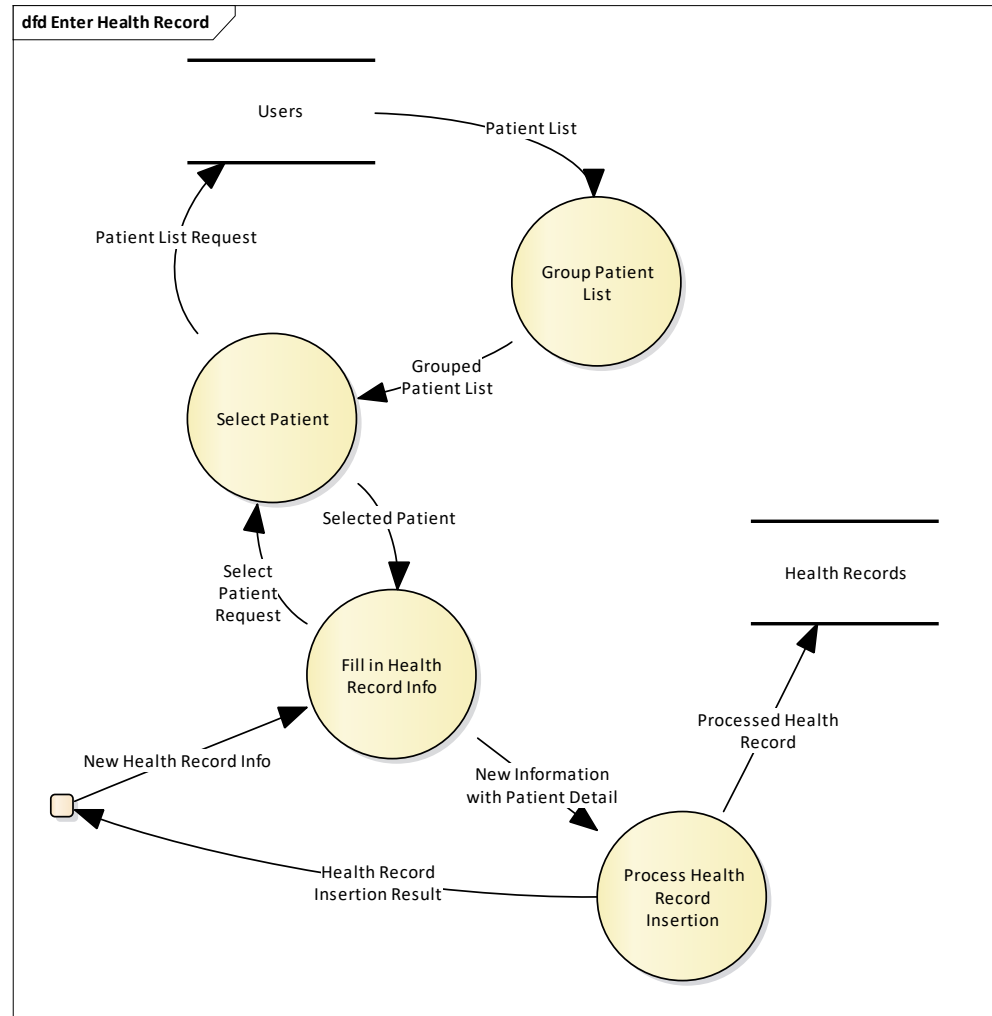 dfd Enter Health Record
Users
Patient List
Patient List Request
Group Patient
List
Grouped
Patient List
Select Patient
Selected Patient
Select
Patient
Request
Health Records
Fill in Health
Record Info
Processed Health
Record
New Health Record Info
New Information
with Patient Detail
Health Record
Insertion Result
Process Health
Record
Insertion